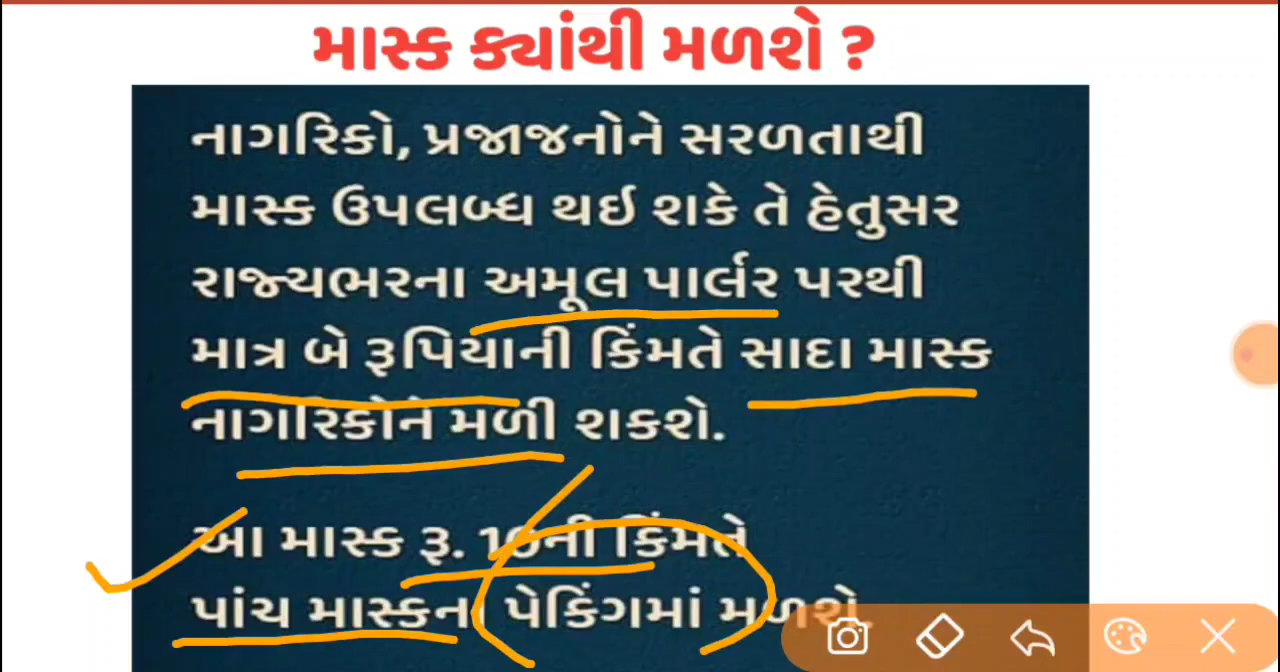 માસ્ક ક્યાંથી મળશે ?
નાગરિકો, પ્રજાજનોને સરળતાથી
માસ્ક ઉપલબ્ધ થઇ શકે તે હેતુસર
રાજ્યભરના અમૂલ પાર્લર પરથી
માત્ર બે રૂપિયાની કિંમતે સાદા માસ્ક
નાગરિકોને મળી શકશે.
આ માસ્ક રૂ. 10ની કિંમતે
પાંચ માસ્કના પેકિંગમાં મળશે.